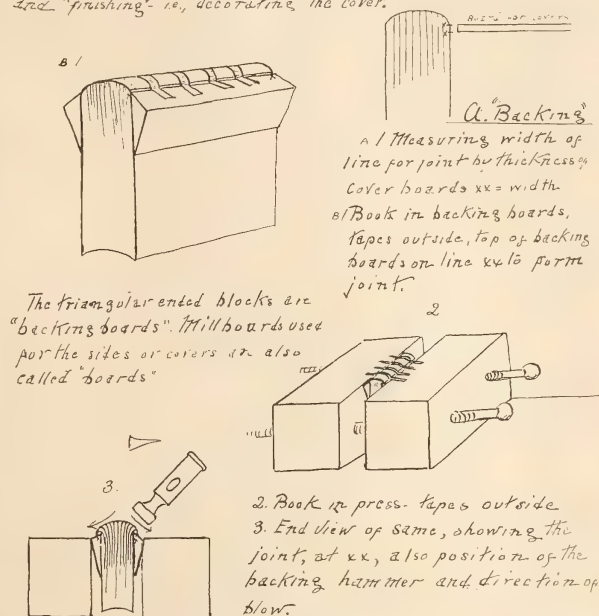 and "finishing"- i.e., decorating the cover.
B 1
A. "Backing"
A 1 Measuring width of
line for joint by thickness of
Cover boards xx = width
B1 Book in backing boards,
tapes outside, top of backing
boards on line xx to form
joint.
The triangular ended blocks are
"backing boards". Millboards used
for the sides or covers are also
called "boards"
2
3.
2. Book in press- tapes outside
3. End view of same, showing the
joint, at xx, also position of the
backing hammer and direction of
blow.